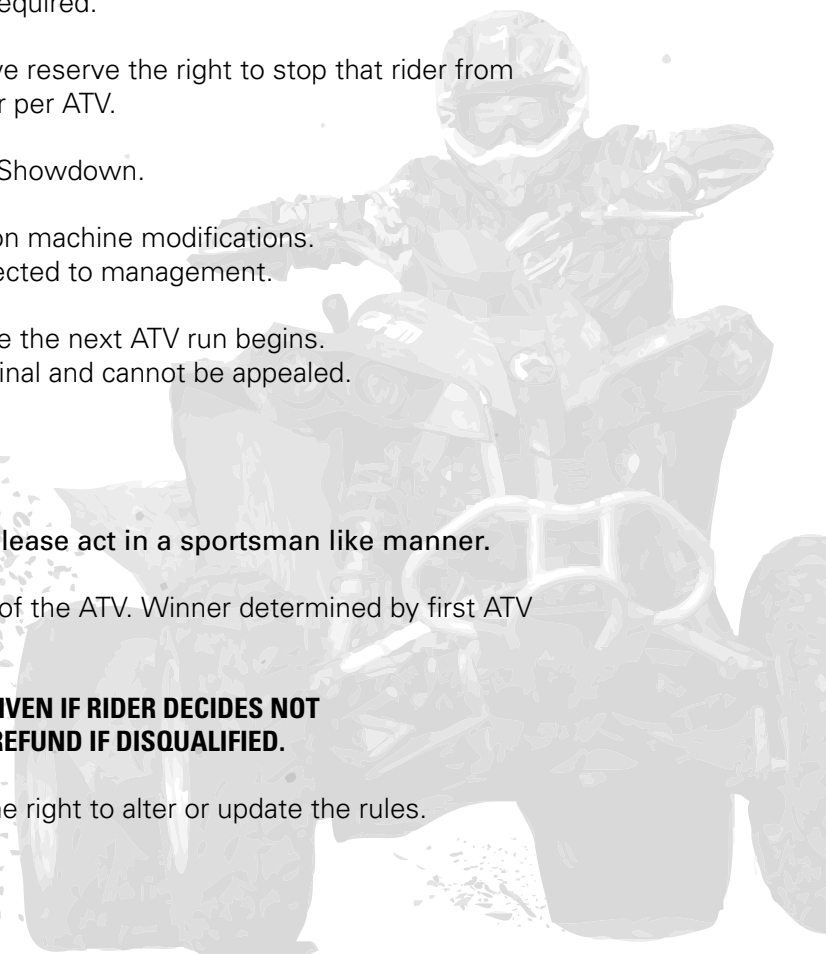 equired.
ve reserve the right to stop that rider from
r per ATV.
Showdown.
on machine modifications.
ected to management.
e the next ATV run begins.
inal and cannot be appealed.
lease act in a sportsman like manner.
of the ATV. Winner determined by first ATV
IVEN IF RIDER DECIDES NOT
REFUND IF DISQUALIFIED.
he right to alter or update the rules.